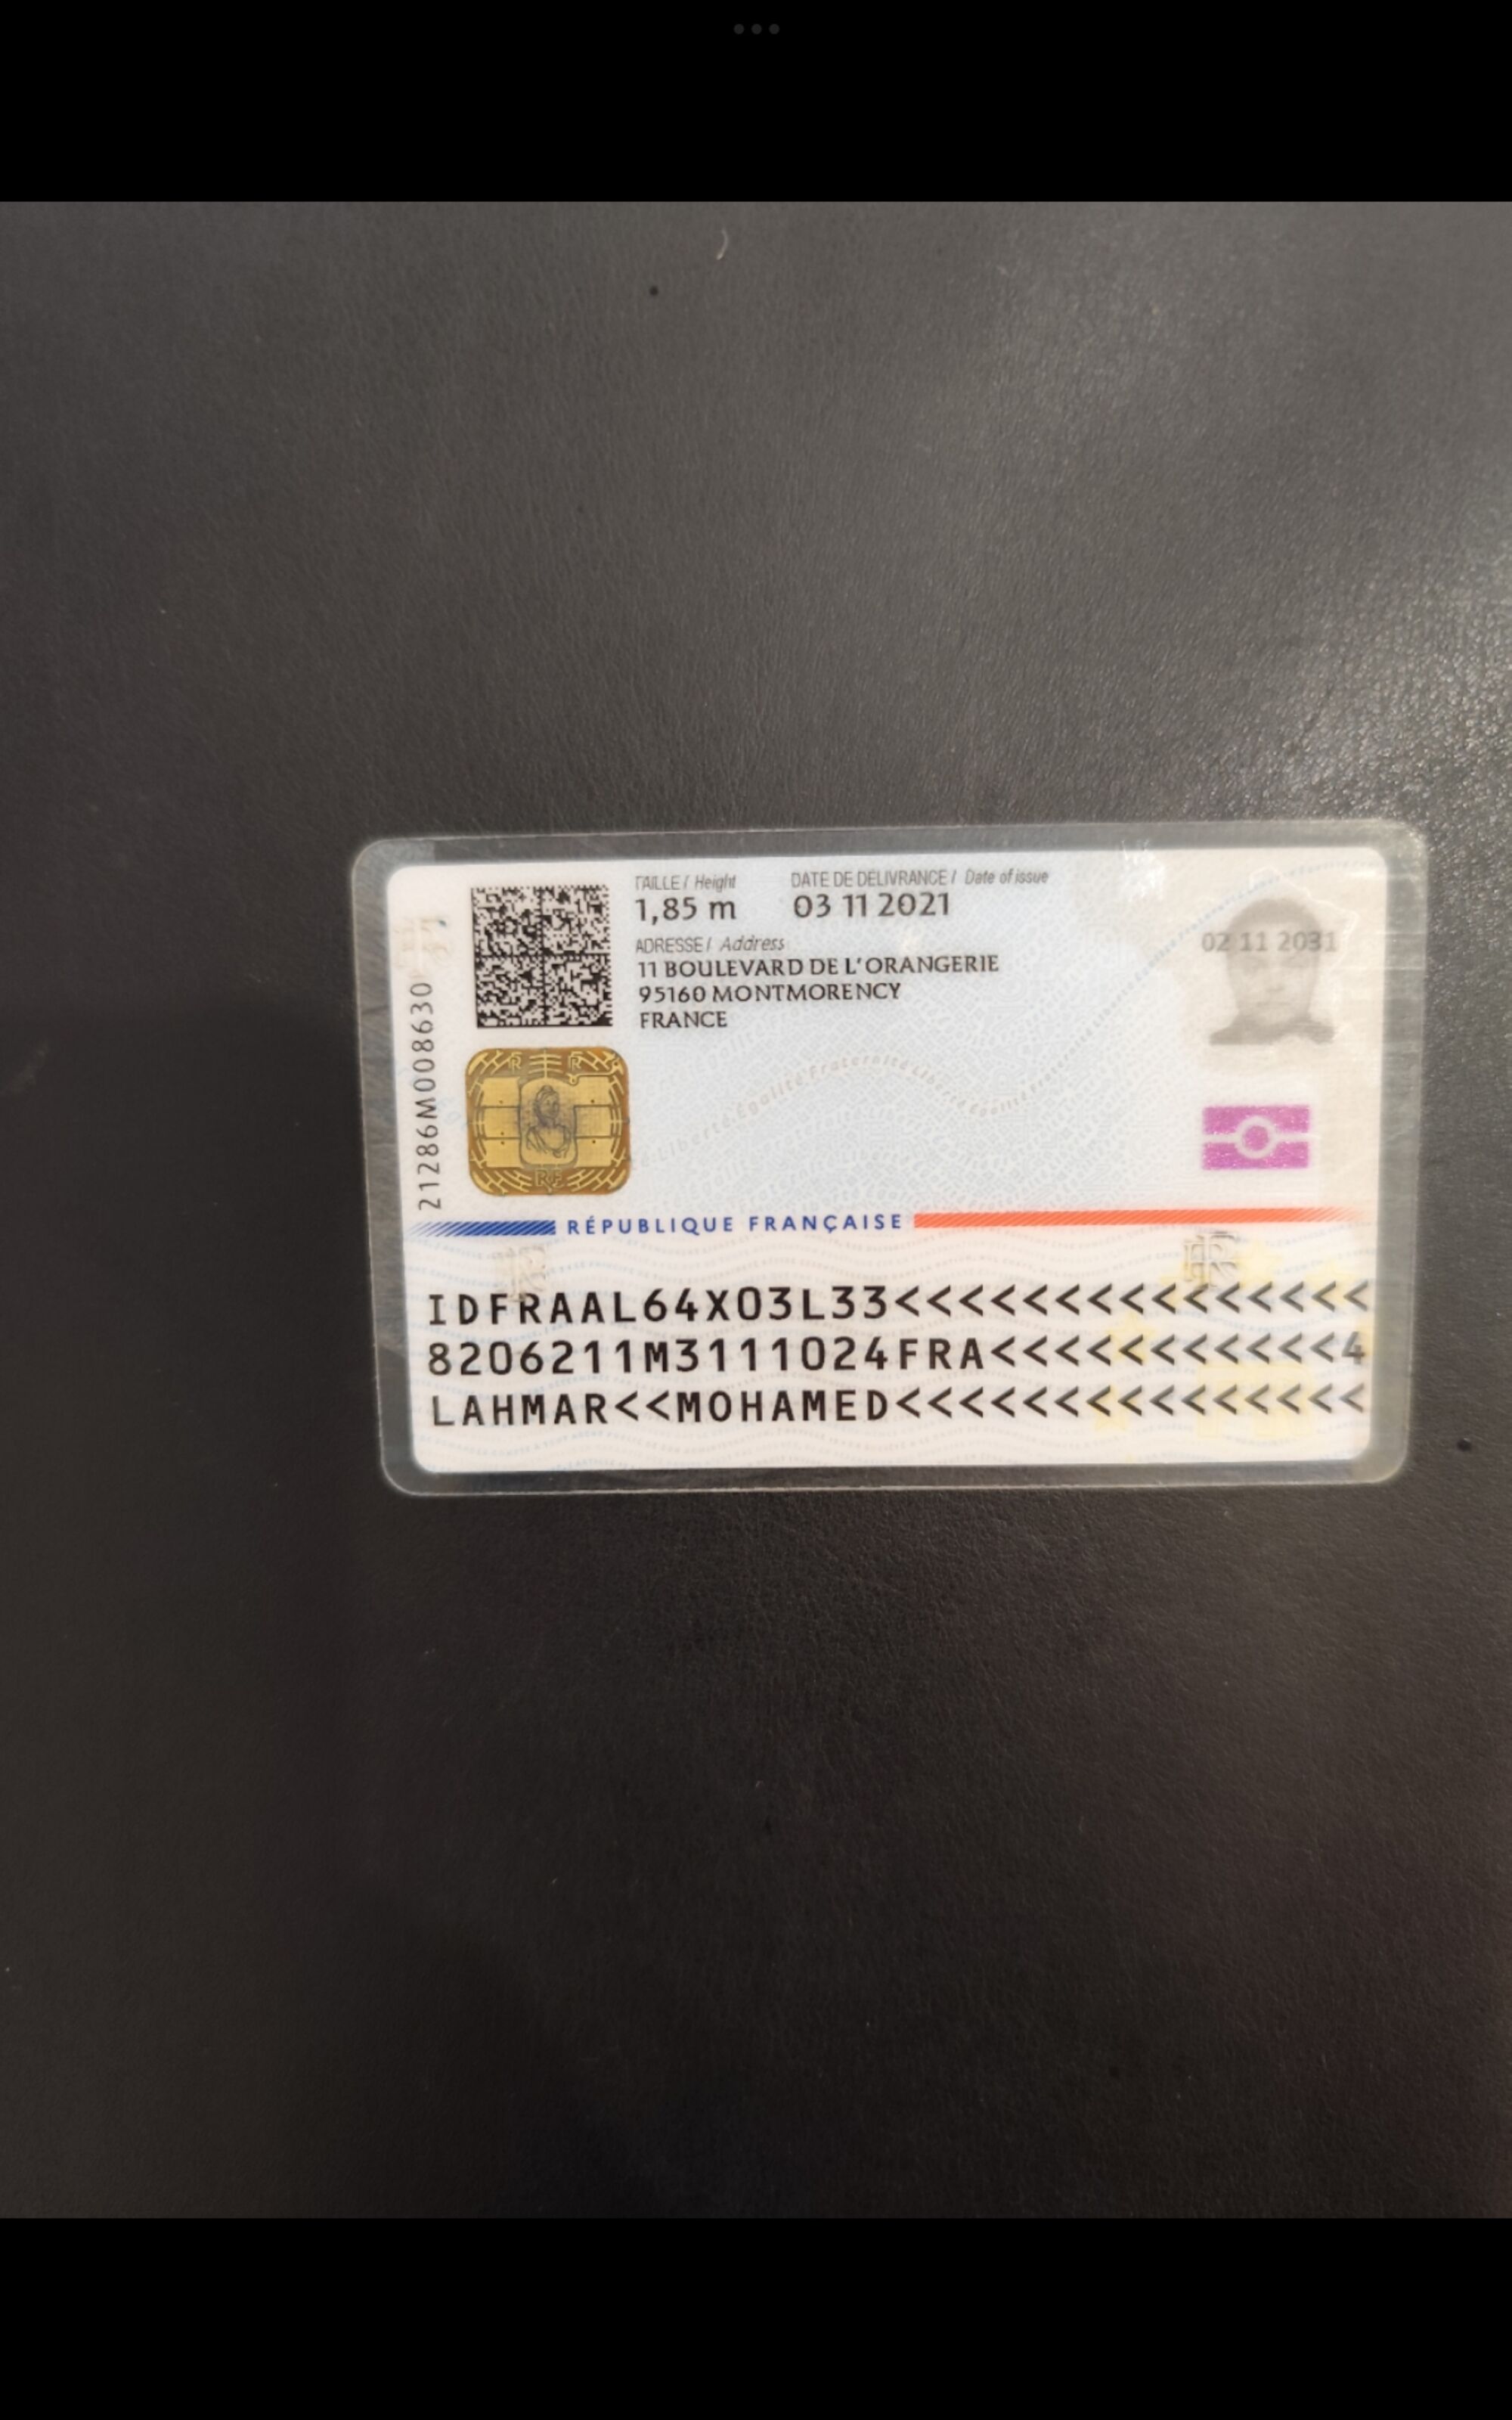 TAILLE / Height
1,85 m
DATE DE DÉLIVRANCE / Date of issue
03 11 2021
ADRESSE / Address
11 BOULEVARD DE L'ORANGERIE
95160 MONTMORENCY
FRANCE
02 11 2031
21286M008630
RÉPUBLIQUE FRANÇAISE
IDFRAAL64X03L33<<<<<<<<<<<<<<<
8206211M3111024FRA<<<<<<<<<<<4
LAHMAR<<MOHAMED<<<<<<<<<<<<<<<